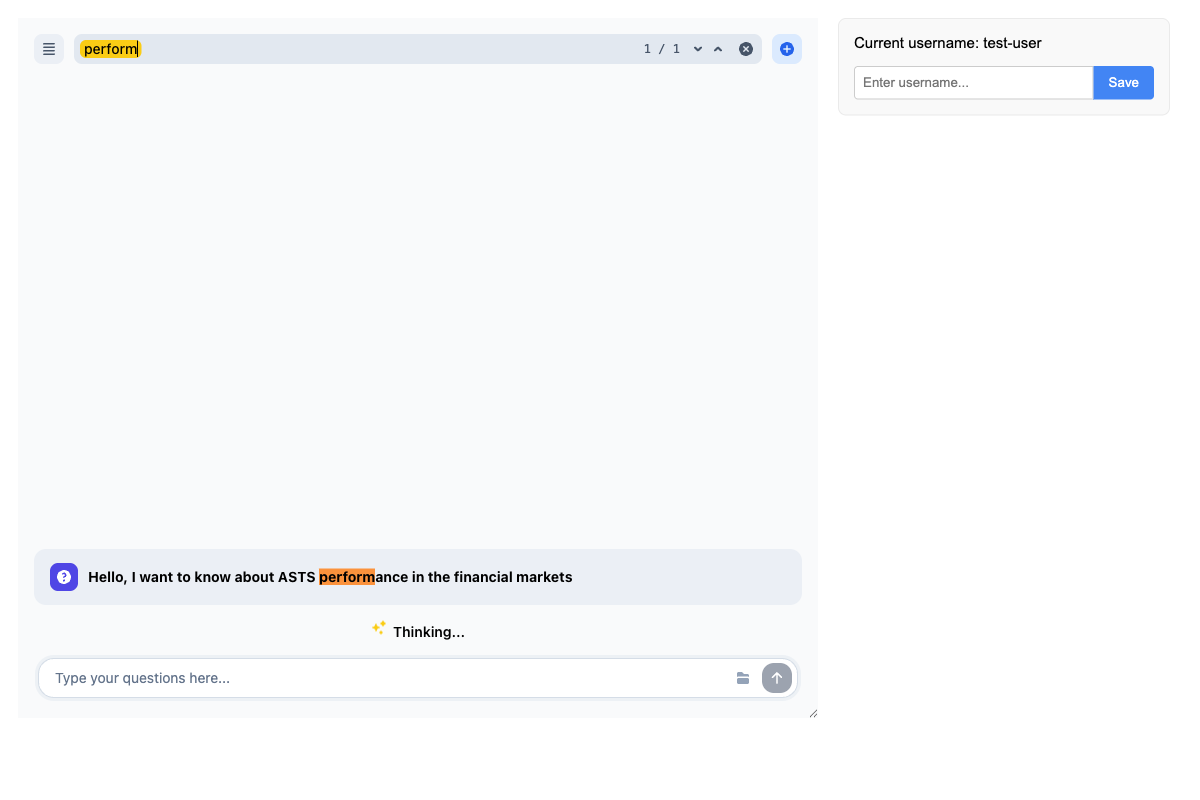 perform
1 / 1
Current username: test-user
Enter username...
Save
Hello, I want to know about ASTS performance in the financial markets
Thinking...
Type your questions here...